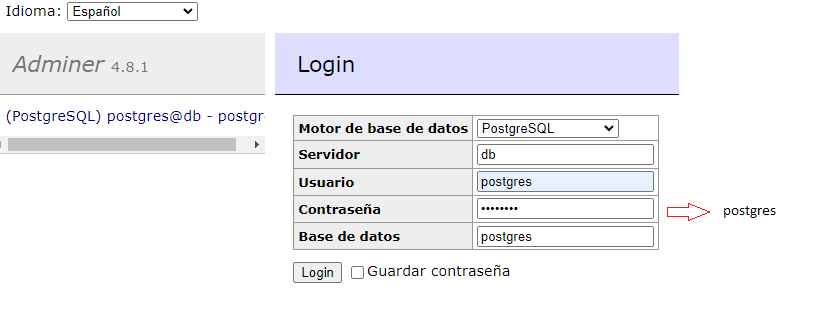 Idioma: Español
Adminer 4.8.1
Login
(PostgreSQL) postgres@db - postgr
Motor de base de datos PostgreSQL
Servidor db
Usuario postgres
Contraseña •••••••• postgres
Base de datos postgres
Login Guardar contraseña